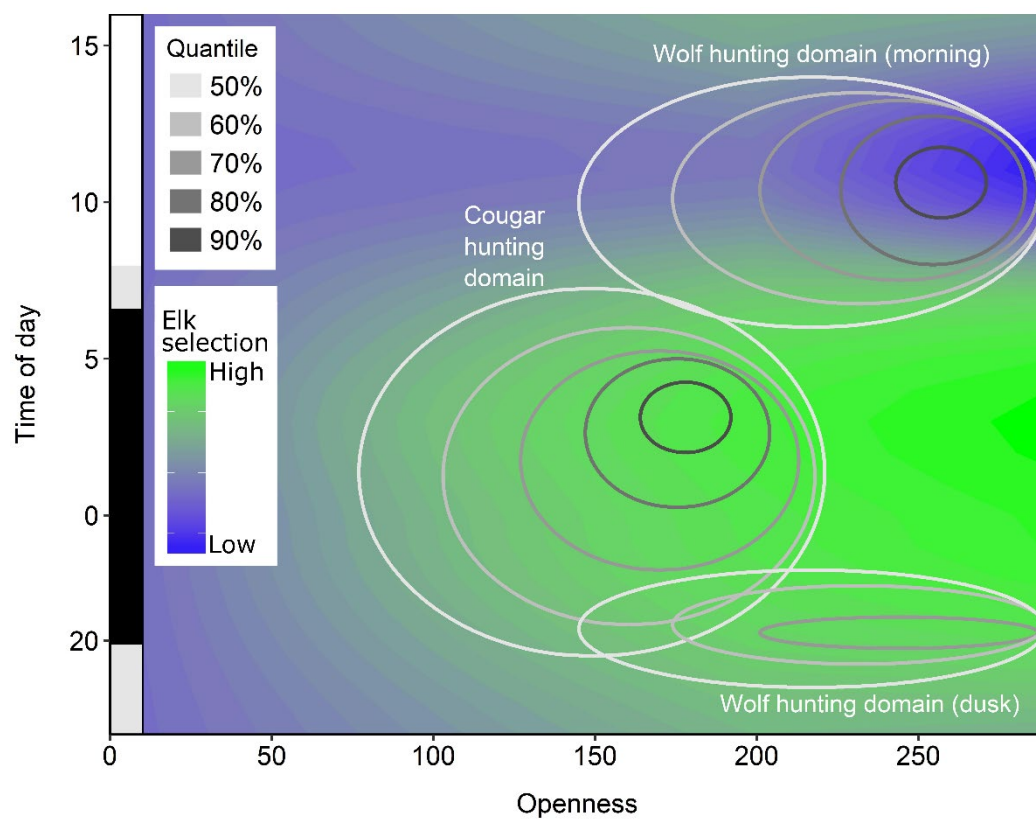 Quantile
50%
60%
70%
80%
90%
Elk
selection
High
Low
Wolf hunting domain (morning)
Cougar
hunting
domain
Wolf hunting domain (dusk)
Time of day
15
10
5
0
20
0
50
100
150
200
250
Openness